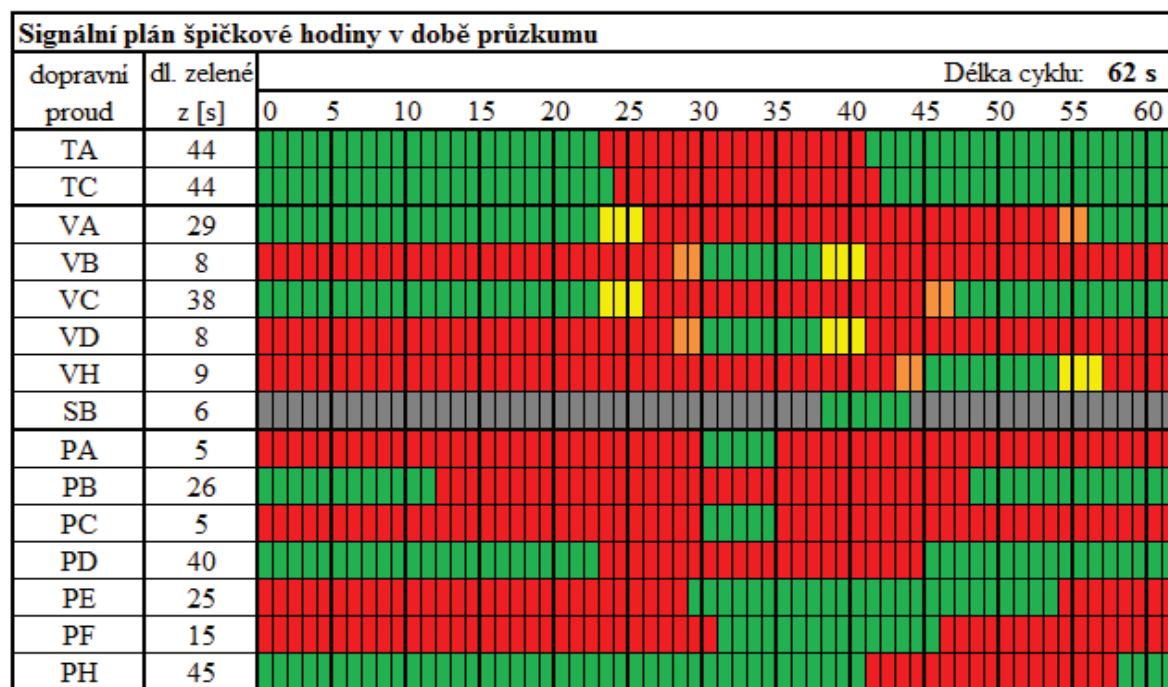 Signální plán špičkové hodiny v době průzkumu
dopravní dl. zelené Délka cyklu: 62 s
proud z [s] 0 5 10 15 20 25 30 35 40 45 50 55 60
TA 44
TC 44
VA 29
VB 8
VC 38
VD 8
VH 9
SB 6
PA 5
PB 26
PC 5
PD 40
PE 25
PF 15
PH 45